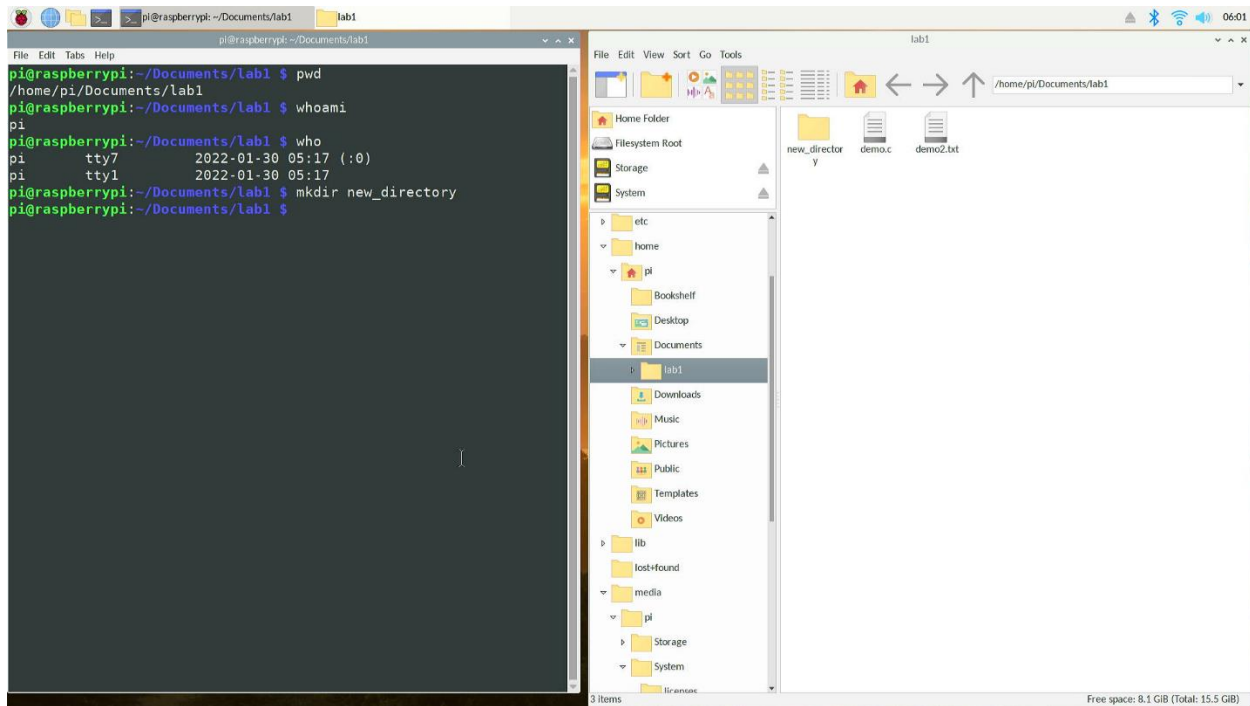 pi@raspberrypi: ~/Documents/lab1
lab1
06:01
pi@raspberrypi: ~/Documents/lab1
File Edit Tabs Help
pi@raspberrypi:~/Documents/lab1 $ pwd
/home/pi/Documents/lab1
pi@raspberrypi:~/Documents/lab1 $ whoami
pi
pi@raspberrypi:~/Documents/lab1 $ who
pi tty7 2022-01-30 05:17 (:0)
pi tty1 2022-01-30 05:17
pi@raspberrypi:~/Documents/lab1 $ mkdir new_directory
pi@raspberrypi:~/Documents/lab1 $
lab1
File Edit View Sort Go Tools
/home/pi/Documents/lab1
Home Folder
Filesystem Root
Storage
System
etc
home
pi
Bookshelf
Desktop
Documents
lab1
Downloads
Music
Pictures
Public
Templates
Videos
lib
lost+found
media
pi
Storage
System
licenses
new_director
y
demo.c
demo2.txt
3 items
Free space: 8.1 GiB (Total: 15.5 GiB)